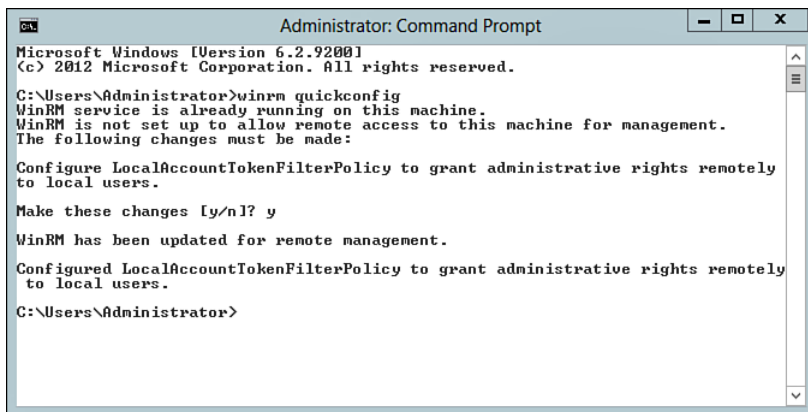 Administrator: Command Prompt
Microsoft Windows [Version 6.2.9200]
(c) 2012 Microsoft Corporation. All rights reserved.
C:\Users\Administrator>winrm quickconfig
WinRM service is already running on this machine.
WinRM is not set up to allow remote access to this machine for management.
The following changes must be made:
Configure LocalAccountTokenFilterPolicy to grant administrative rights remotely
to local users.
Make these changes [y/n]? y
WinRM has been updated for remote management.
Configured LocalAccountTokenFilterPolicy to grant administrative rights remotely
to local users.
C:\Users\Administrator>